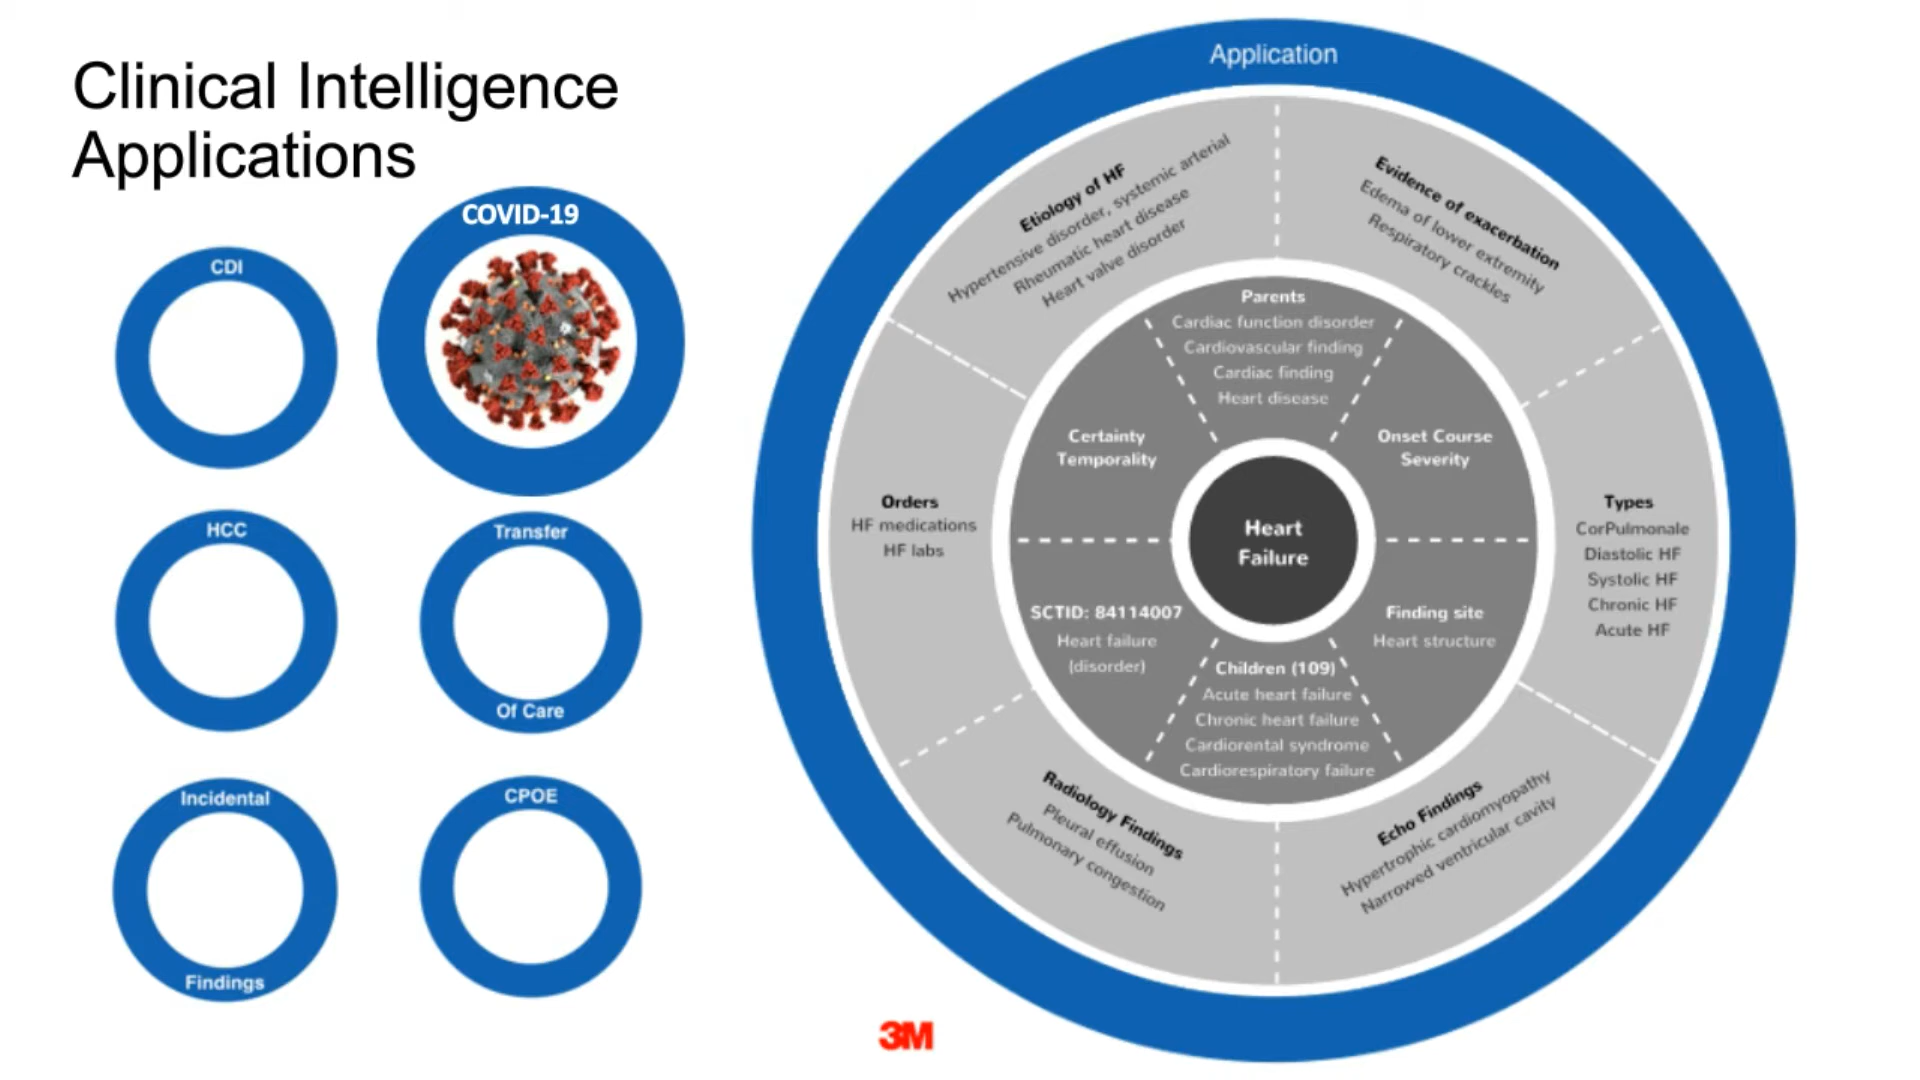 Clinical Intelligence
Applications
COVID-19
CDI
HCC
Transfer
Of Care
Incidental
Findings
CPOE
3M
Application
Etiology of HF
Hypertensive disorder, systemic arterial
Rheumatic heart disease
Heart valve disorder
Evidence of exacerbation
Edema of lower extremity
Respiratory crackles
Orders
HF medications
HF labs
Types
CorPulmonale
Diastolic HF
Systolic HF
Chronic HF
Acute HF
Radiology Findings
Pleural effusion
Pulmonary congestion
Echo Findings
Hypertrophic cardiomyopathy
Narrowed ventricular cavity
Parents
Cardiac function disorder
Cardiovascular finding
Cardiac finding
Heart disease
Certainty
Temporality
Onset Course
Severity
Heart
Failure
SCTID: 84114007
Heart failure
(disorder)
Finding site
Heart structure
Children (109)
Acute heart failure
Chronic heart failure
Cardiorental syndrome
Cardiorespiratory failure